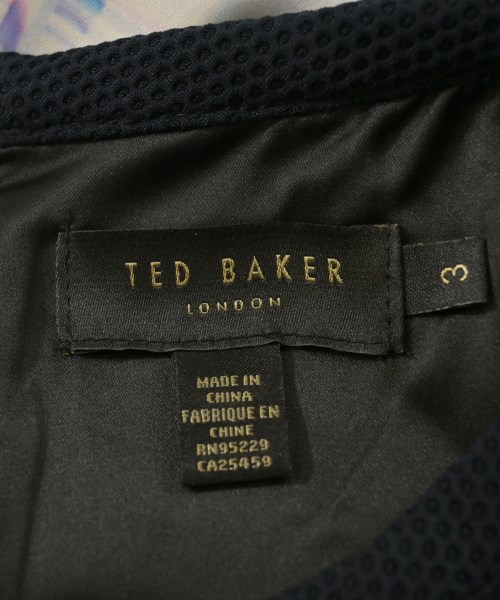 TED BAKER
LONDON
3
MADE IN
CHINA
FABRIQUE EN
CHINE
RN95229
CA25459